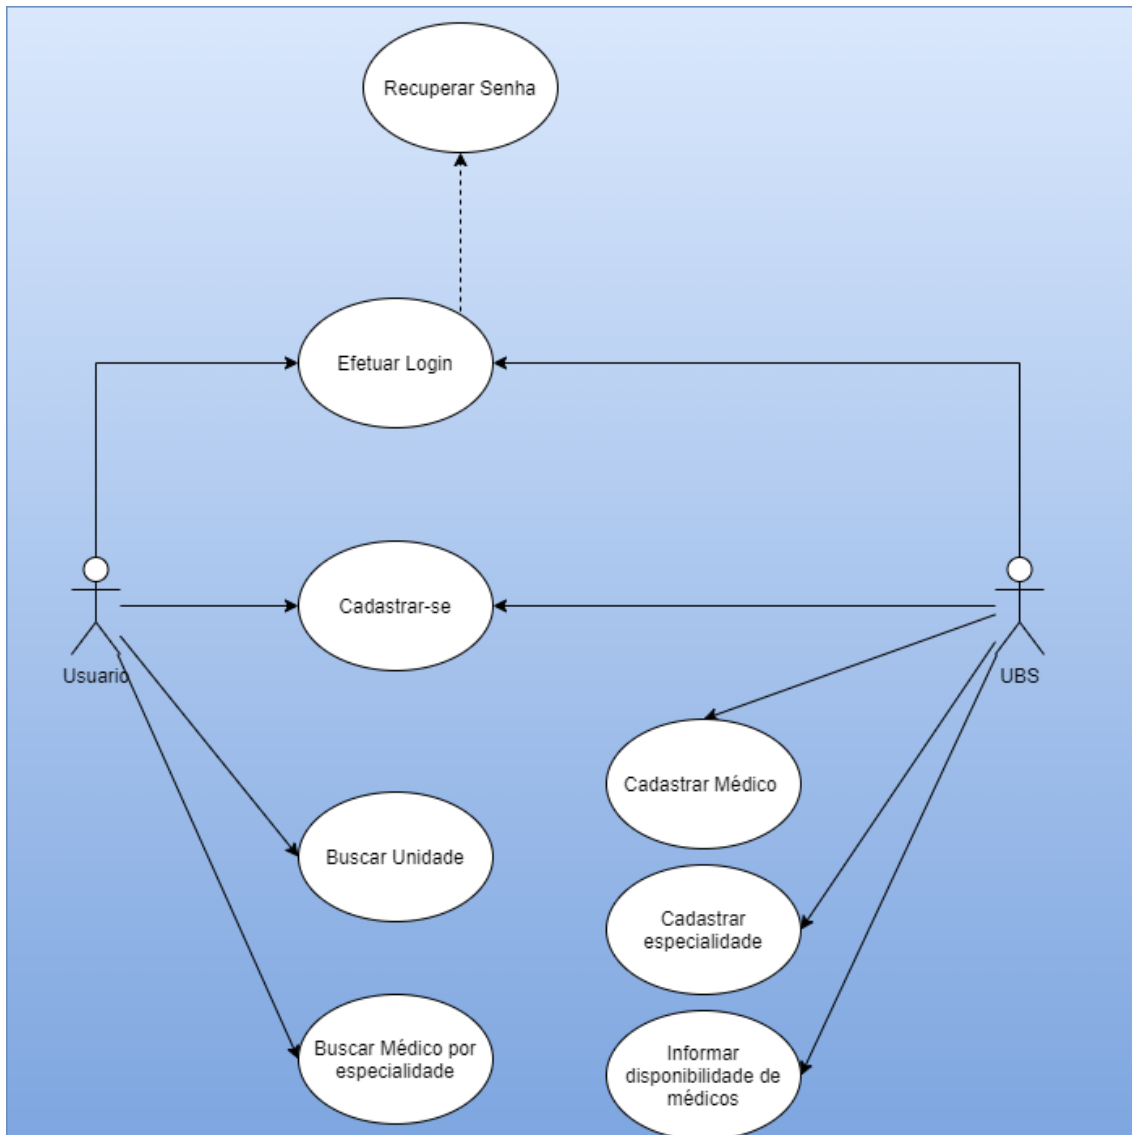 Recuperar Senha
Efetuar Login
Cadastrar-se
Usuario
UBS
Cadastrar Médico
Buscar Unidade
Cadastrar
especialidade
Buscar Médico por
especialidade
Informar
disponibilidade de
médicos